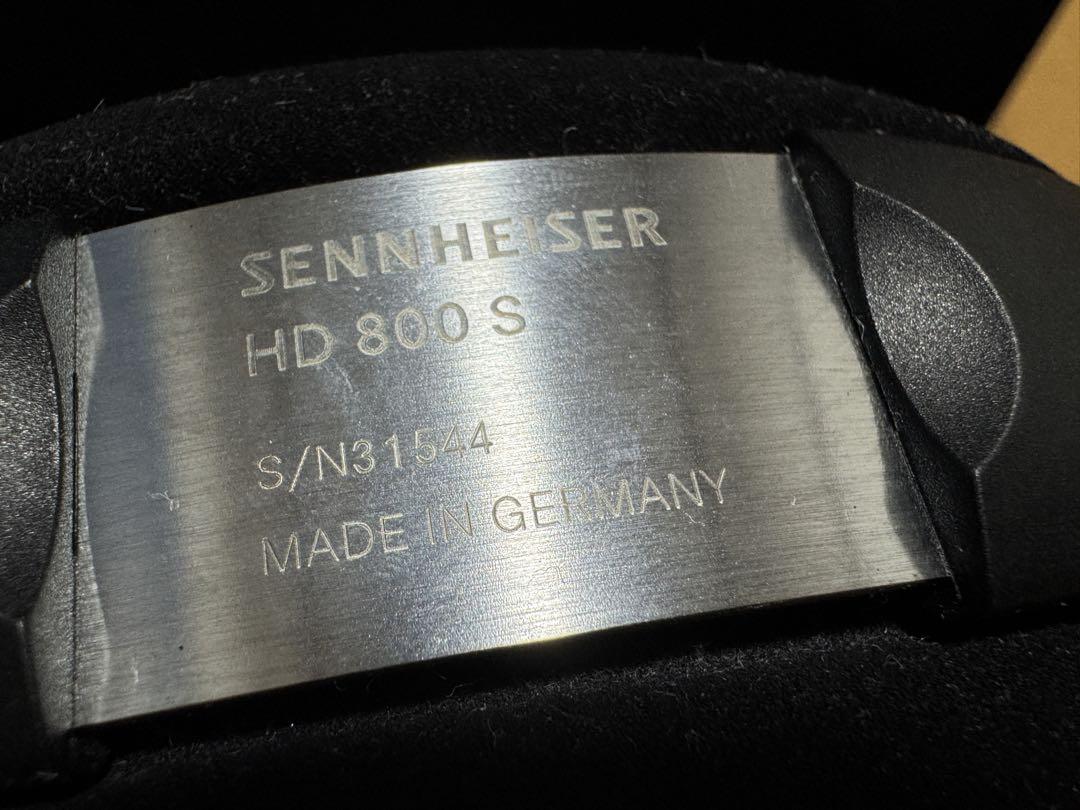 SENNHEISER
HD 800 S
S/N31544
MADE IN GERMANY